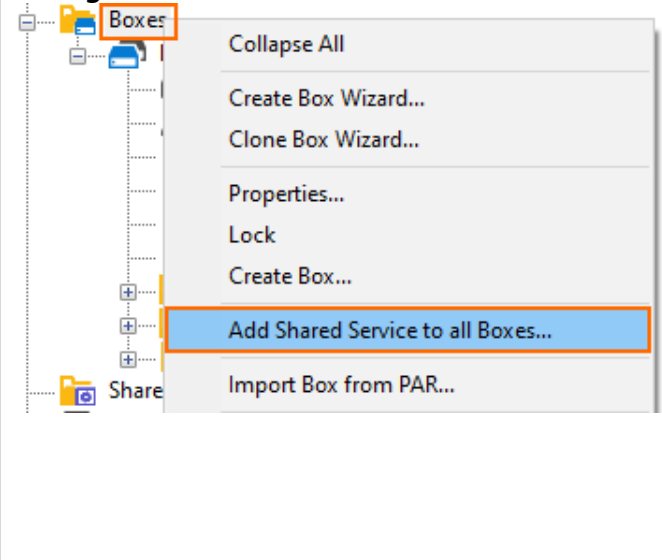 Boxes
Collapse All
Create Box Wizard...
Clone Box Wizard...
Properties...
Lock
Create Box...
Add Shared Service to all Boxes...
Share
Import Box from PAR...